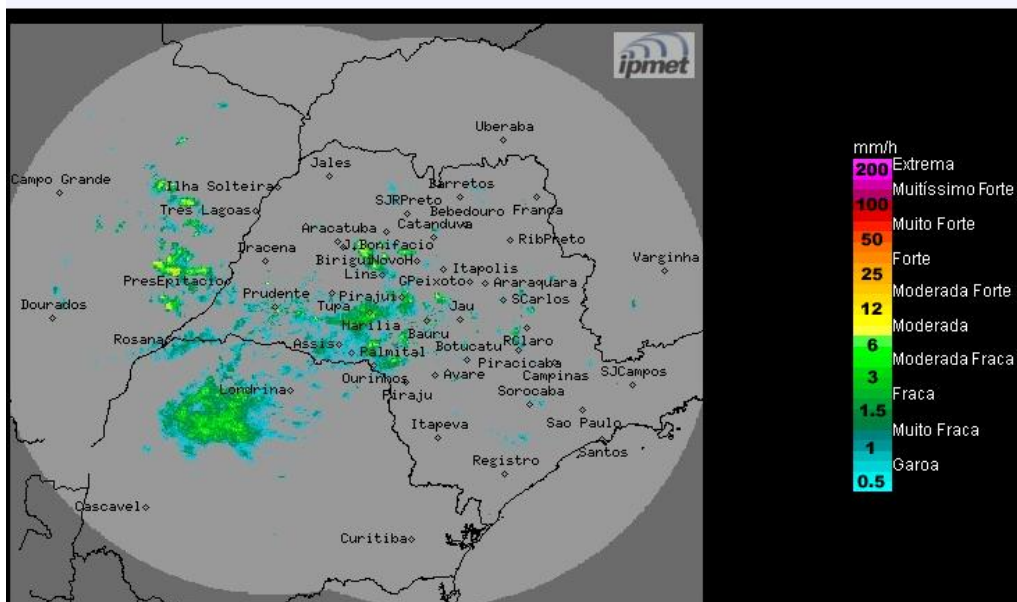 ipmet
Uberaba
Jales
Campo Grande
Ilha Solteira
Barretos
SJRPreto
Tres Lagoas
Bebedouro
Franca
Aracatuba
Catanduva
J.Bonifacio
RibPreto
Dracena
Birigui
NovoH
Varginha
Lins
Itapolis
PresEpitacio
GPeixoto
Araraquara
Prudente
Pirajui
SCarlos
Dourados
Tupa
Jau
Marilia
Bauru
Rosana
Assis
Botucatu
RClaro
Palmital
Piracicaba
Ourinhos
Avare
Campinas
SJCampos
Londrina
Piraju
Sorocaba
Itapeva
Sao Paulo
Santos
Registro
Cascavel
Curitiba
mm/h
200 Extrema
Muitíssimo Forte
100
Muito Forte
50
Forte
25
Moderada Forte
12
Moderada
6
Moderada Fraca
3
Fraca
1.5
Muito Fraca
1
Garoa
0.5